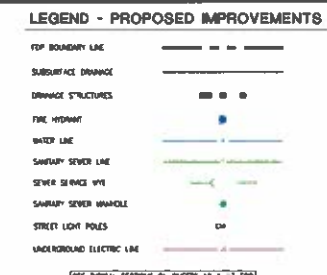 LEGEND - PROPOSED IMPROVEMENTS
FDP BOUNDARY LINE
SUBSURFACE DRAINAGE
DRAINAGE STRUCTURES
FIRE HYDRANT
WATER LINE
SANITARY SEWER LINE
SEWER SERVICE WYE
SANITARY SEWER MANHOLE
STREET LIGHT POLES
UNDERGROUND ELECTRIC LINE